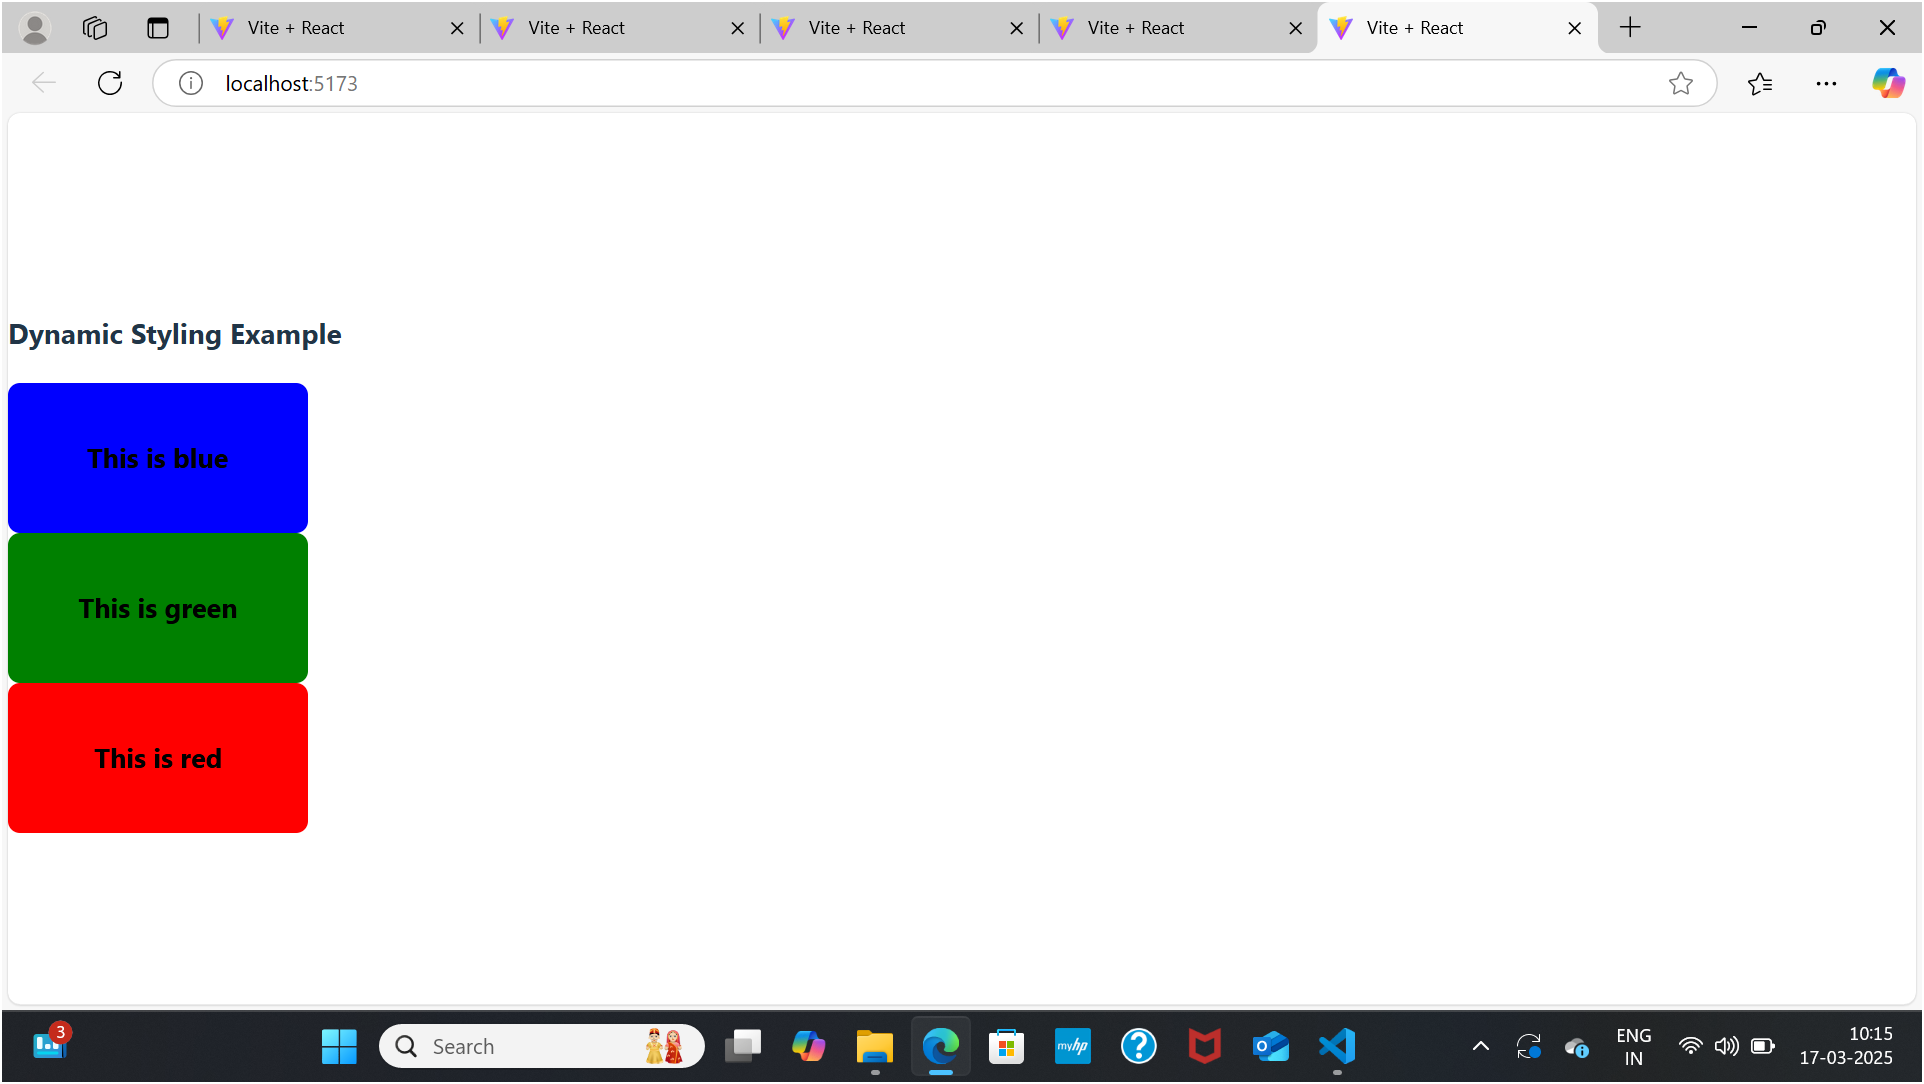 Vite + React
Vite + React
Vite + React
Vite + React
Vite + React
localhost:5173
Dynamic Styling Example
This is blue
This is green
This is red
3
Search
myhp
?
O
ENG
IN
10:15
17-03-2025